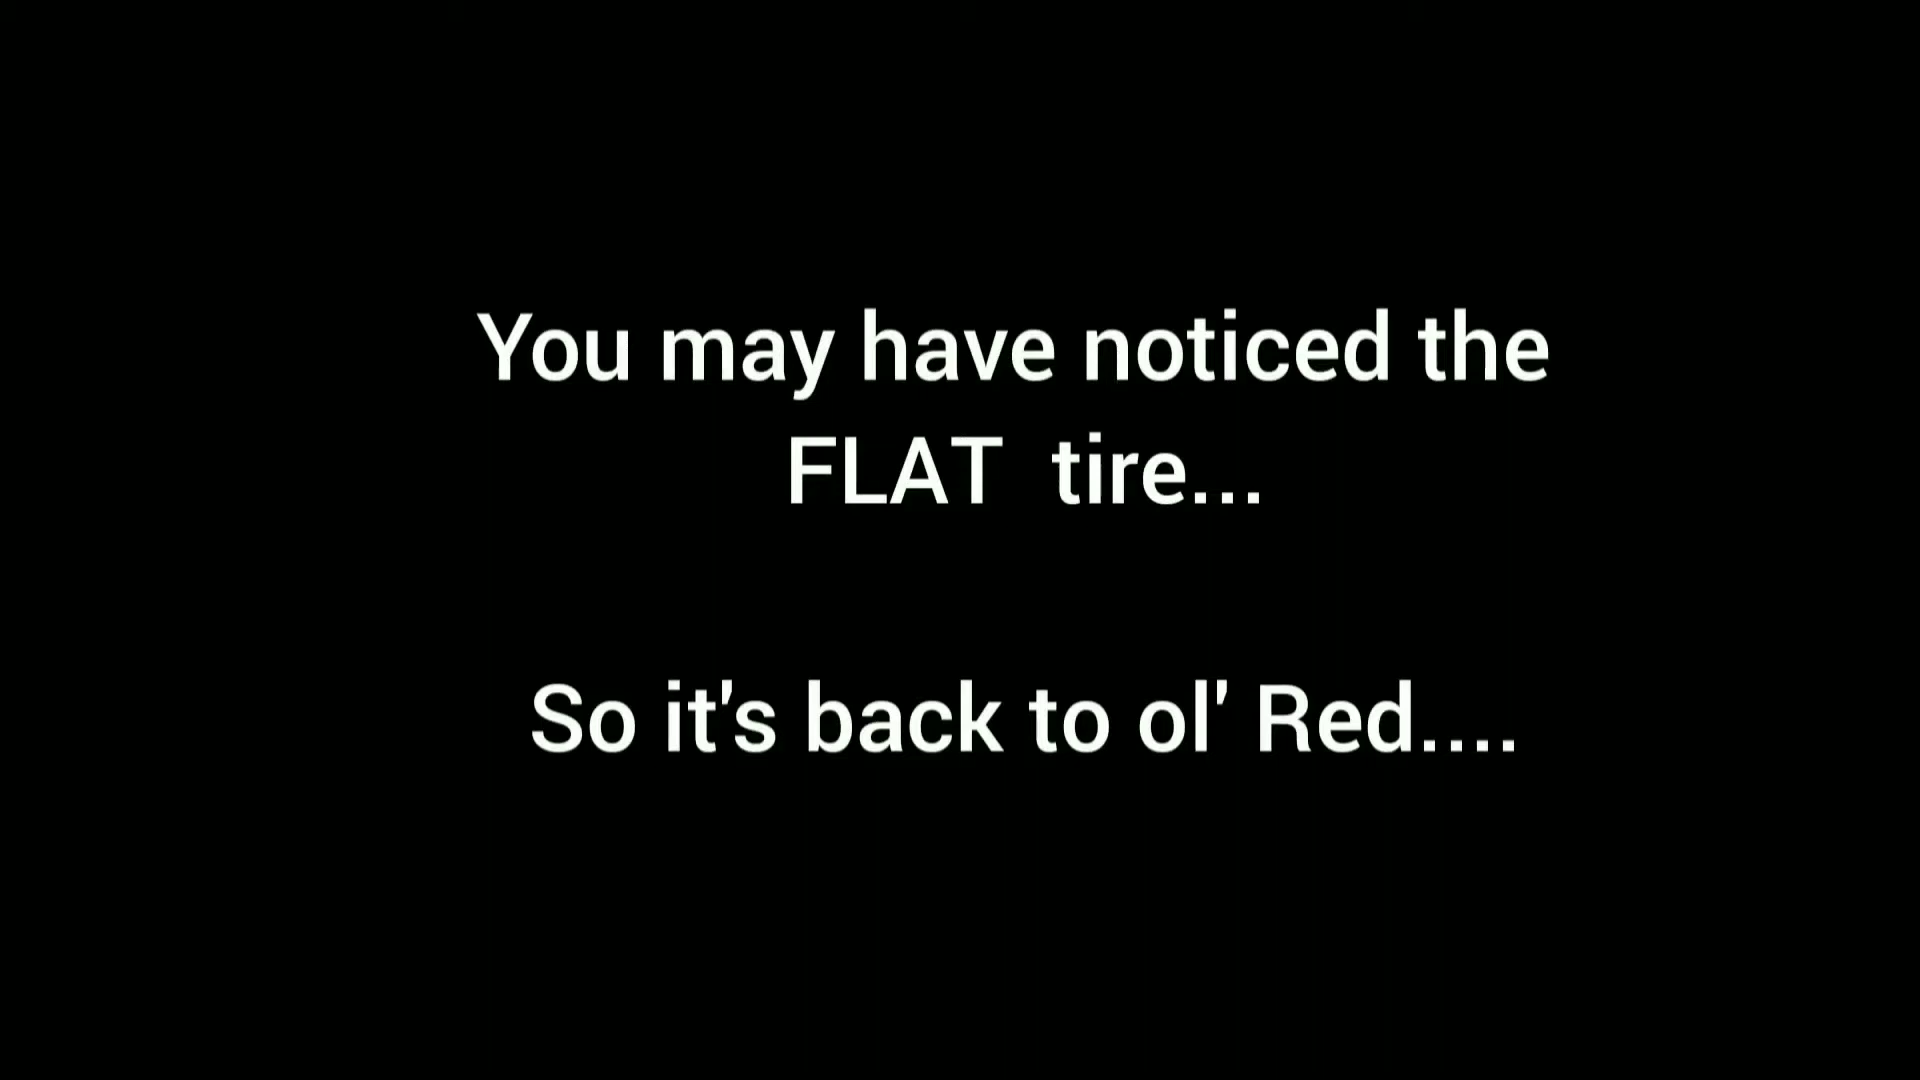 You may have noticed the
FLAT  tire...
So it's back to ol' Red....